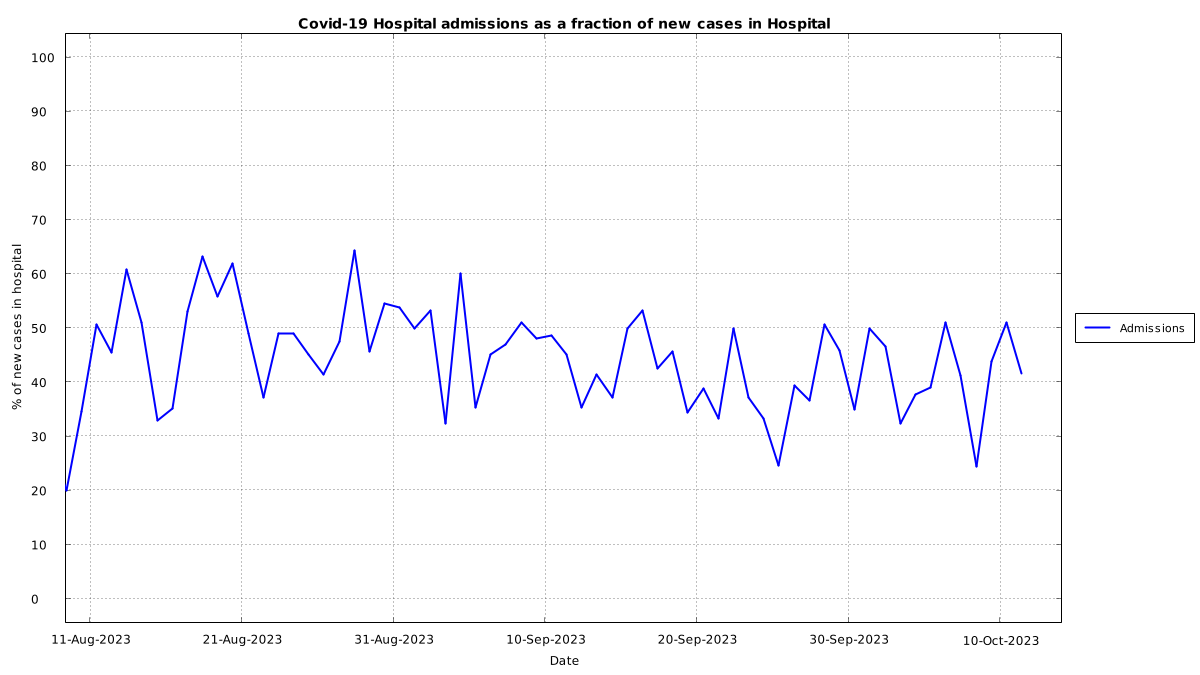 Covid-19 Hospital admissions as a fraction of new cases in Hospital
100
90
80
70
60
50
40
30
20
10
0
% of new cases in hospital
11-Aug-2023 21-Aug-2023 31-Aug-2023 10-Sep-2023 20-Sep-2023 30-Sep-2023 10-Oct-2023
Date
Admissions